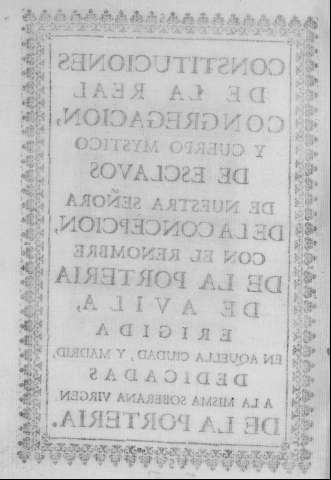 CONSTITUCIONES
DE LA REAL
CONGREGACION,
Y CUERPO MYSTICO
DE ESCLAVOS
DE NUESTRA SEÑORA
DE LA CONCEPCION,
CON EL RENOMBRE
DE LA PORTERIA
DE AVILA,
ERIGIDA
EN AQUELLA CIUDAD, Y MADRID,
DEDICADAS
A LA MISMA SOBERANA VIRGEN
DE LA PORTERIA.